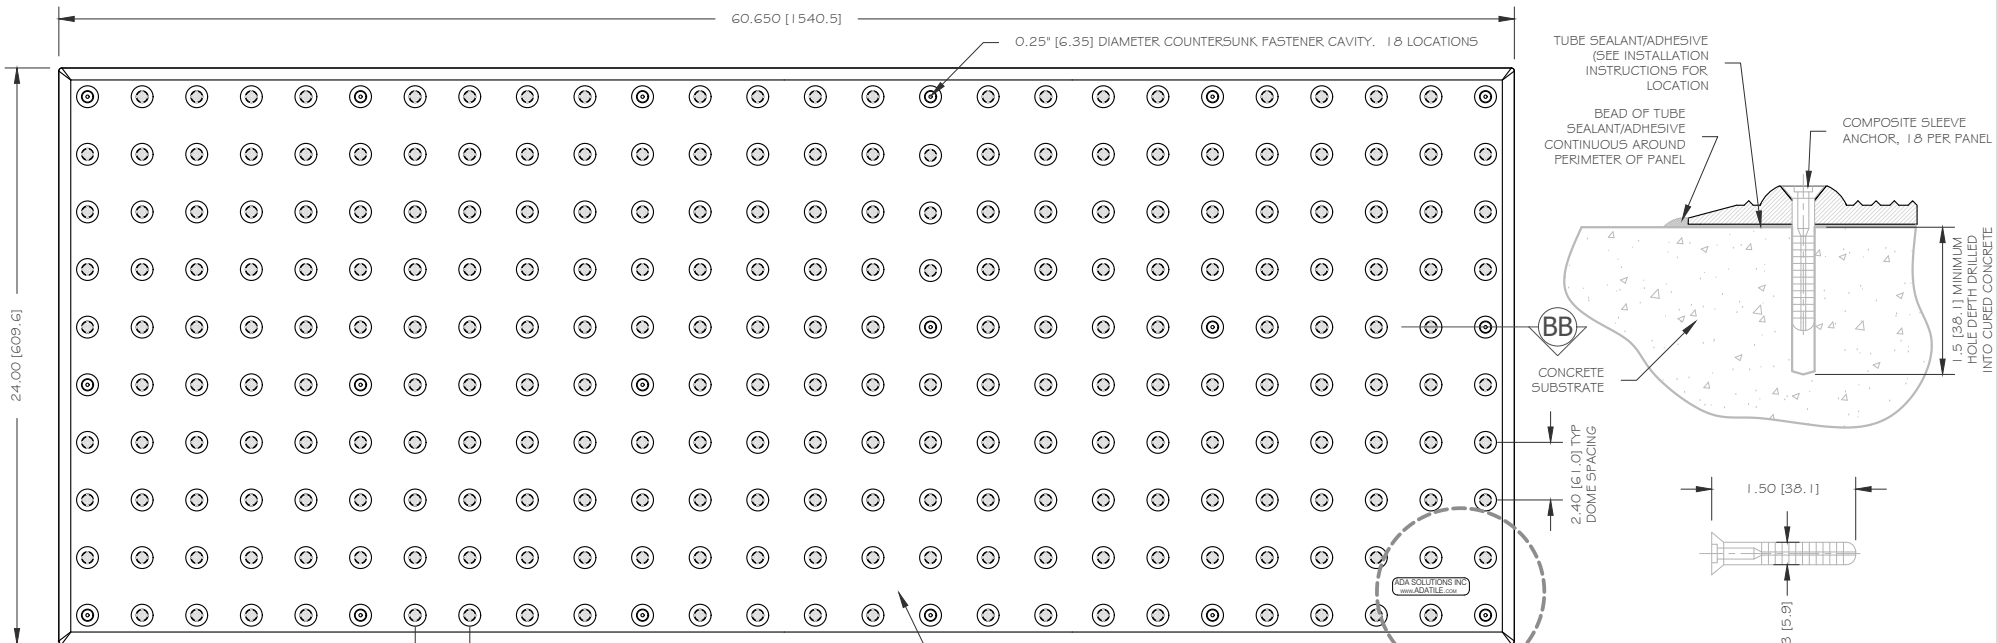 60.650 [1540.5]
0.25" [6.35] DIAMETER COUNTERSUNK FASTENER CAVITY. 18 LOCATIONS
TUBE SEALANT/ADHESIVE
(SEE INSTALLATION
INSTRUCTIONS FOR
LOCATION
BEAD OF TUBE
SEALANT/ADHESIVE
CONTINUOUS AROUND
PERIMETER OF PANEL
COMPOSITE SLEEVE
ANCHOR, 18 PER PANEL
24.00 [609.6]
1.5 [38.1] MINIMUM
HOLE DEPTH DRILLED
INTO CURED CONCRETE
BB
CONCRETE
SUBSTRATE
2.40 [61.0] TYP
DOME SPACING
1.50 [38.1]
ADA SOLUTIONS INC
www.ADATILE.com
3 [5.9]